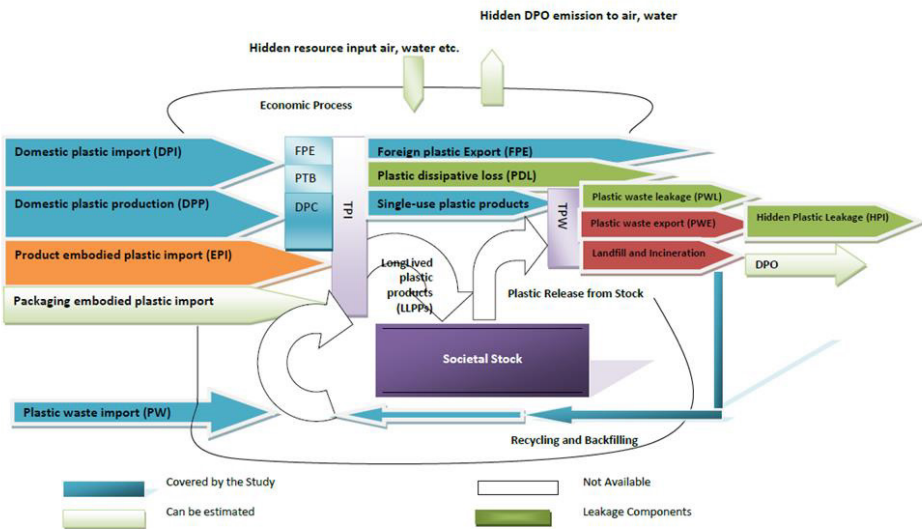 Hidden DPO emission to air, water
Hidden resource input air, water etc.
Economic Process
Domestic plastic import (DPI)
FPE
Foreign plastic Export (FPE)
PTB
Plastic dissipative loss (PDL)
Domestic plastic production (DPP)
DPC
TPI
Single-use plastic products
TPW
Plastic waste leakage (PWL)
Plastic waste export (PWE)
Hidden Plastic Leakage (HPI)
Product embodied plastic import (EPI)
Landfill and Incineration
DPO
LongLived
plastic
products
(LLPPs)
Plastic Release from Stock
Packaging embodied plastic import
Societal Stock
Plastic waste import (PW)
Recycling and Backfilling
Covered by the Study
Not Available
Can be estimated
Leakage Components